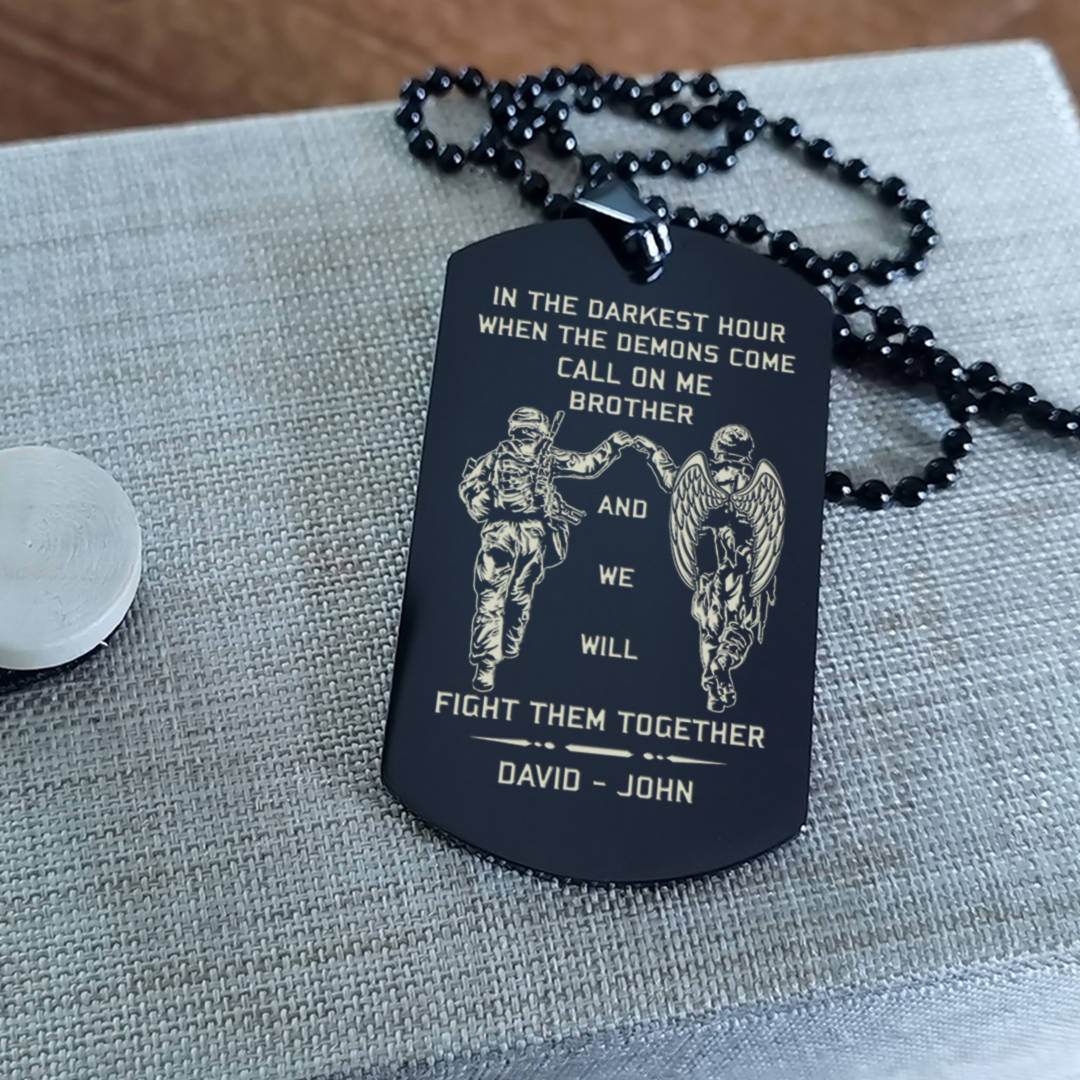 IN THE DARKEST HOUR
WHEN THE DEMONS COME
CALL ON ME
BROTHER
AND
WE
WILL
FIGHT THEM TOGETHER
DAVID - JOHN